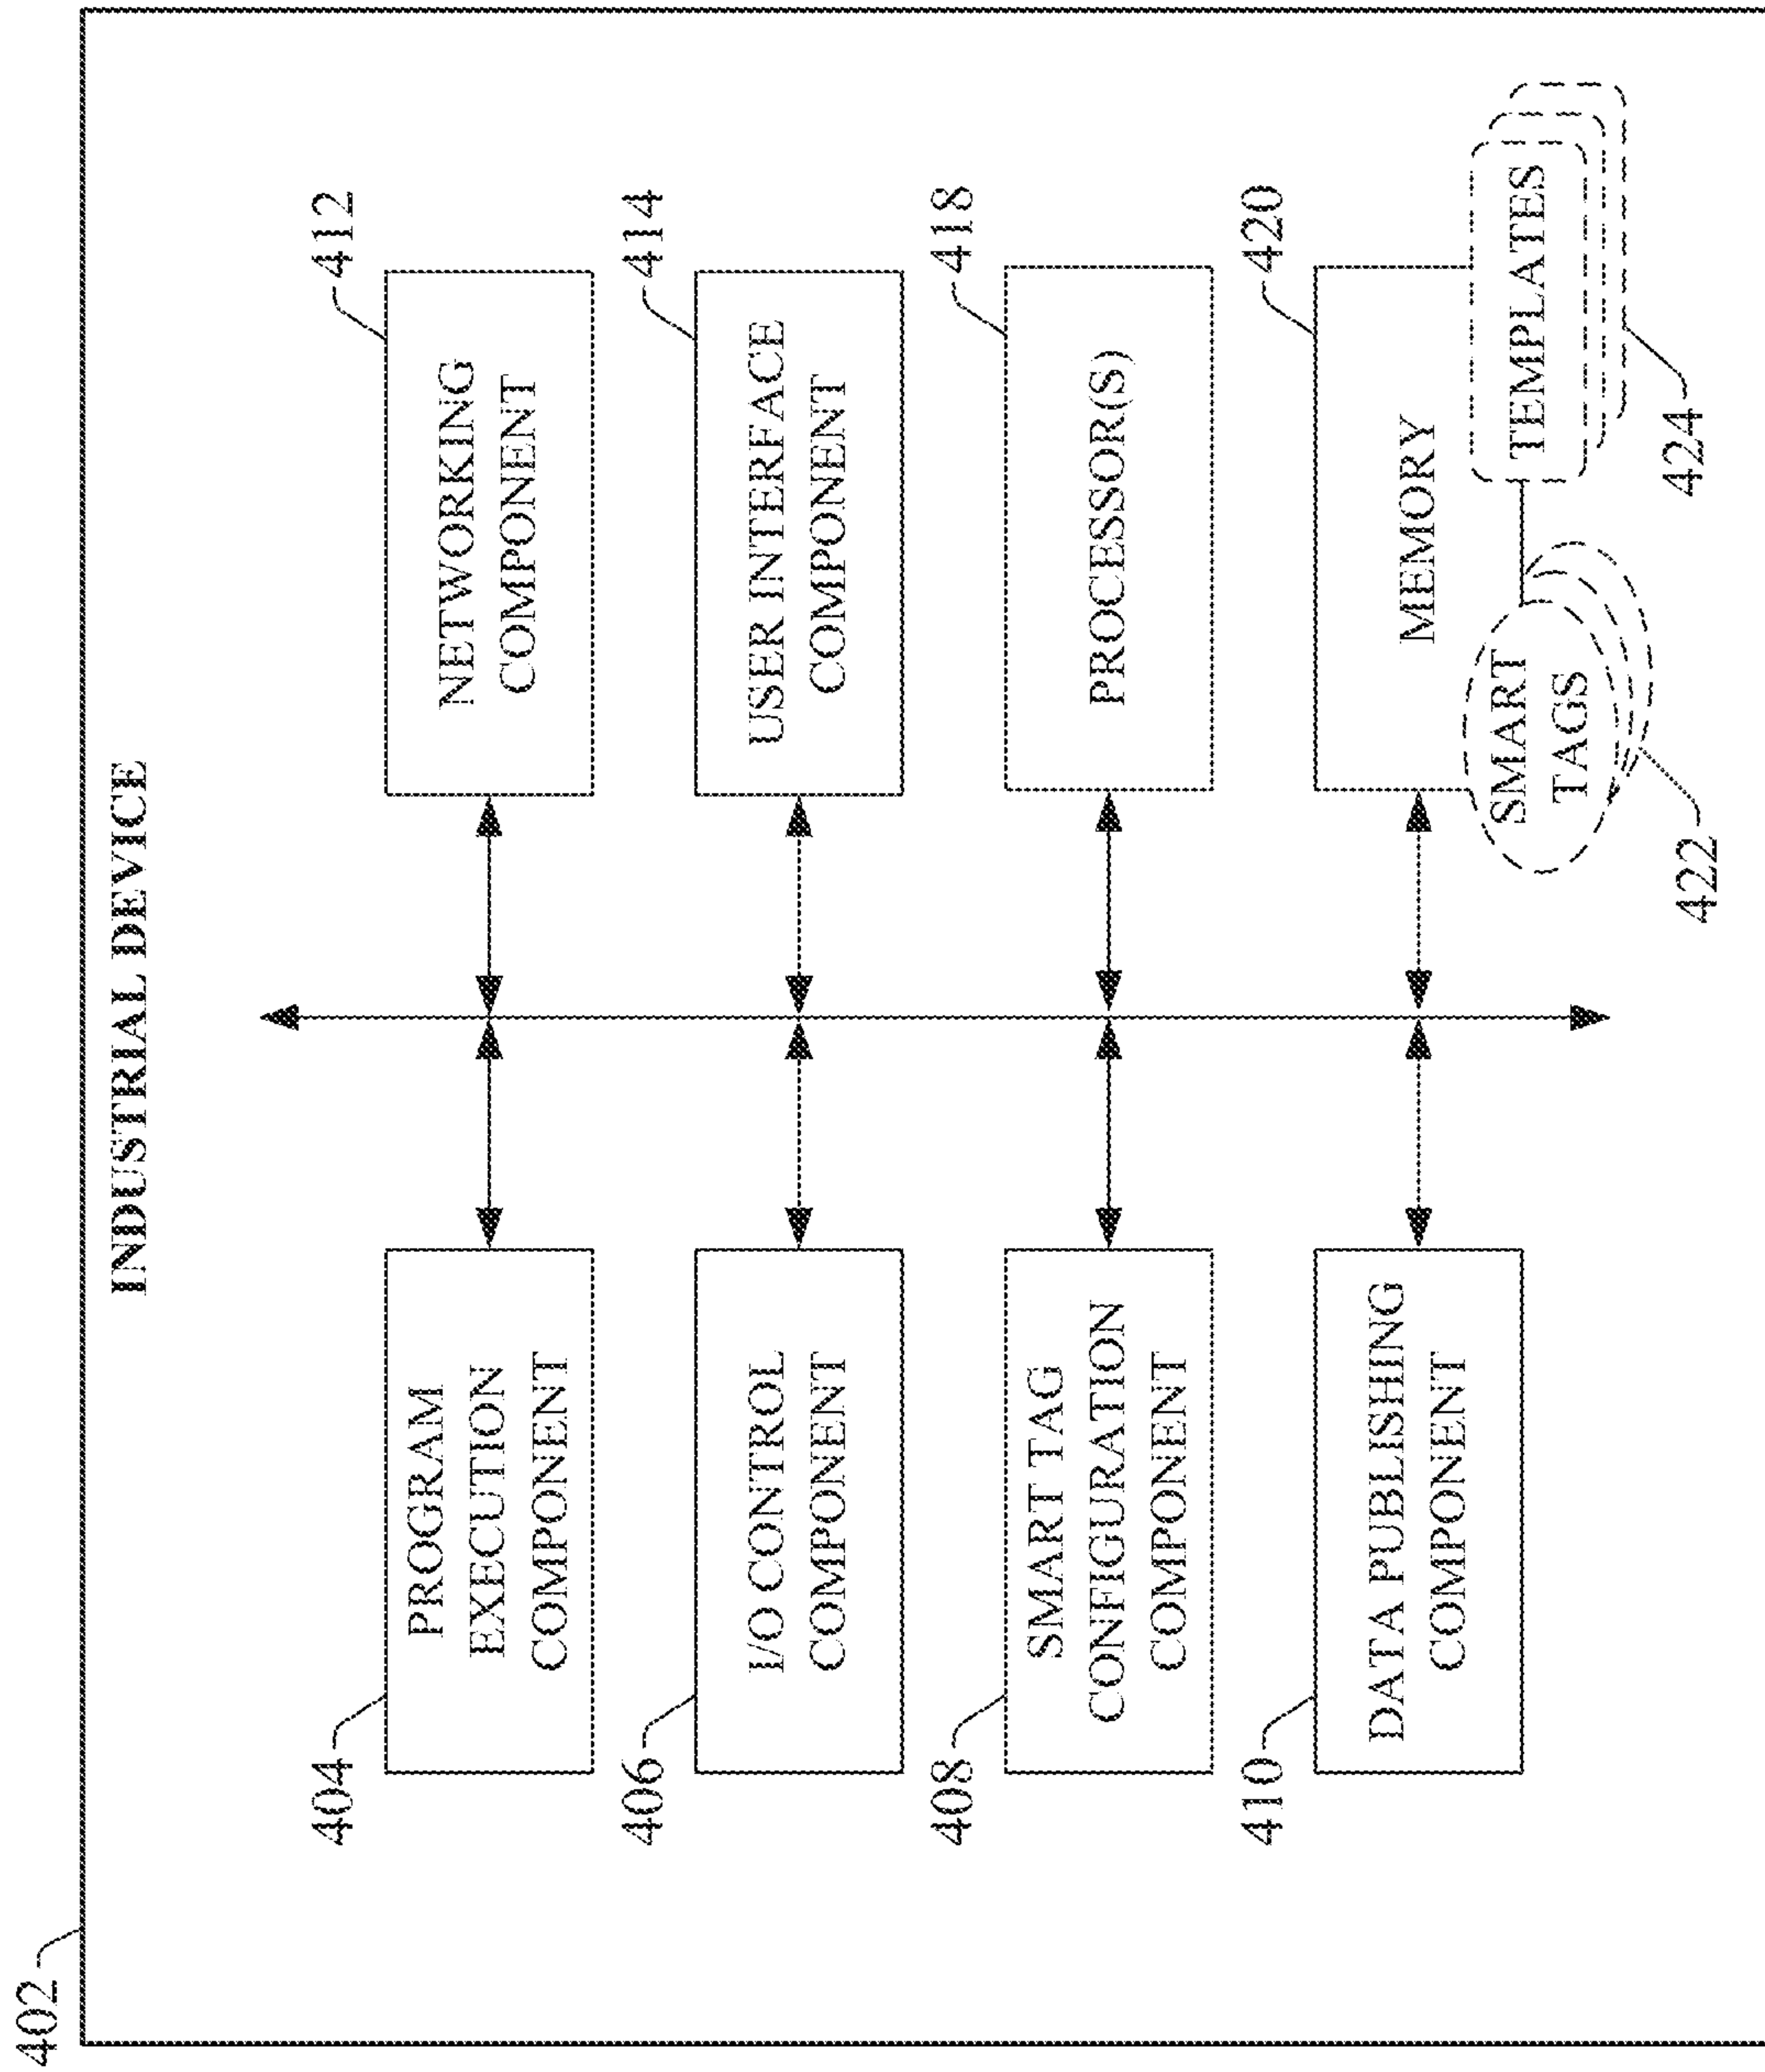 402
INDUSTRIAL DEVICE
404
PROGRAM
EXECUTION
COMPONENT
412
NETWORKING
COMPONENT
406
I/O CONTROL
COMPONENT
414
USER INTERFACE
COMPONENT
408
SMART TAG
CONFIGURATION
COMPONENT
418
PROCESSOR(S)
410
DATA PUBLISHING
COMPONENT
420
MEMORY
SMART
TAGS
TEMPLATES
422
424